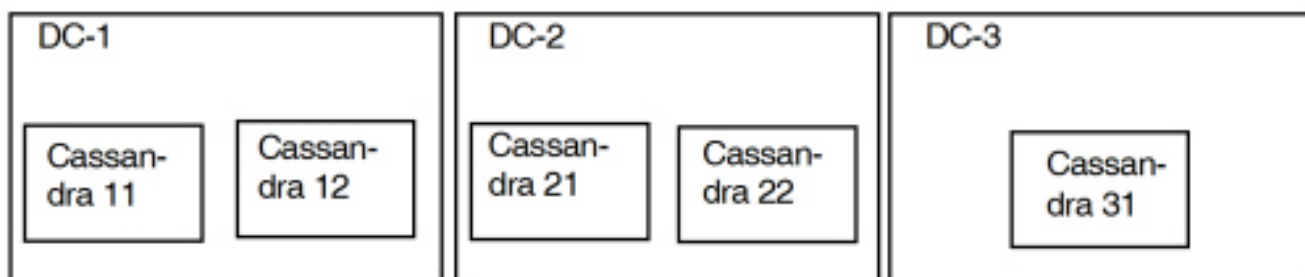 DC-1
DC-2
DC-3
Cassan-
dra 11
Cassan-
dra 12
Cassan-
dra 21
Cassan-
dra 22
Cassan-
dra 31